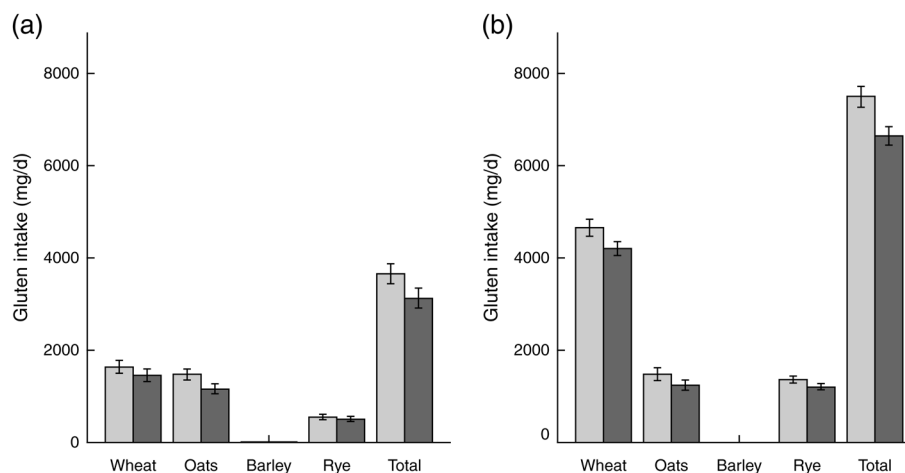 (a)
Gluten intake (mg/d)
8000
6000
4000
2000
0
Wheat Oats Barley Rye Total
(b)
Gluten intake (mg/d)
8000
6000
4000
2000
0
Wheat Oats Barley Rye Total